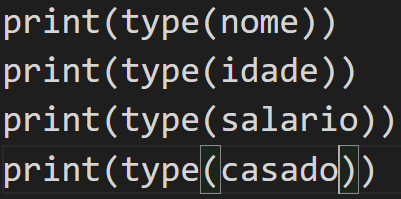 print(type(nome))
print(type(idade))
print(type(salario))
print(type(casado))